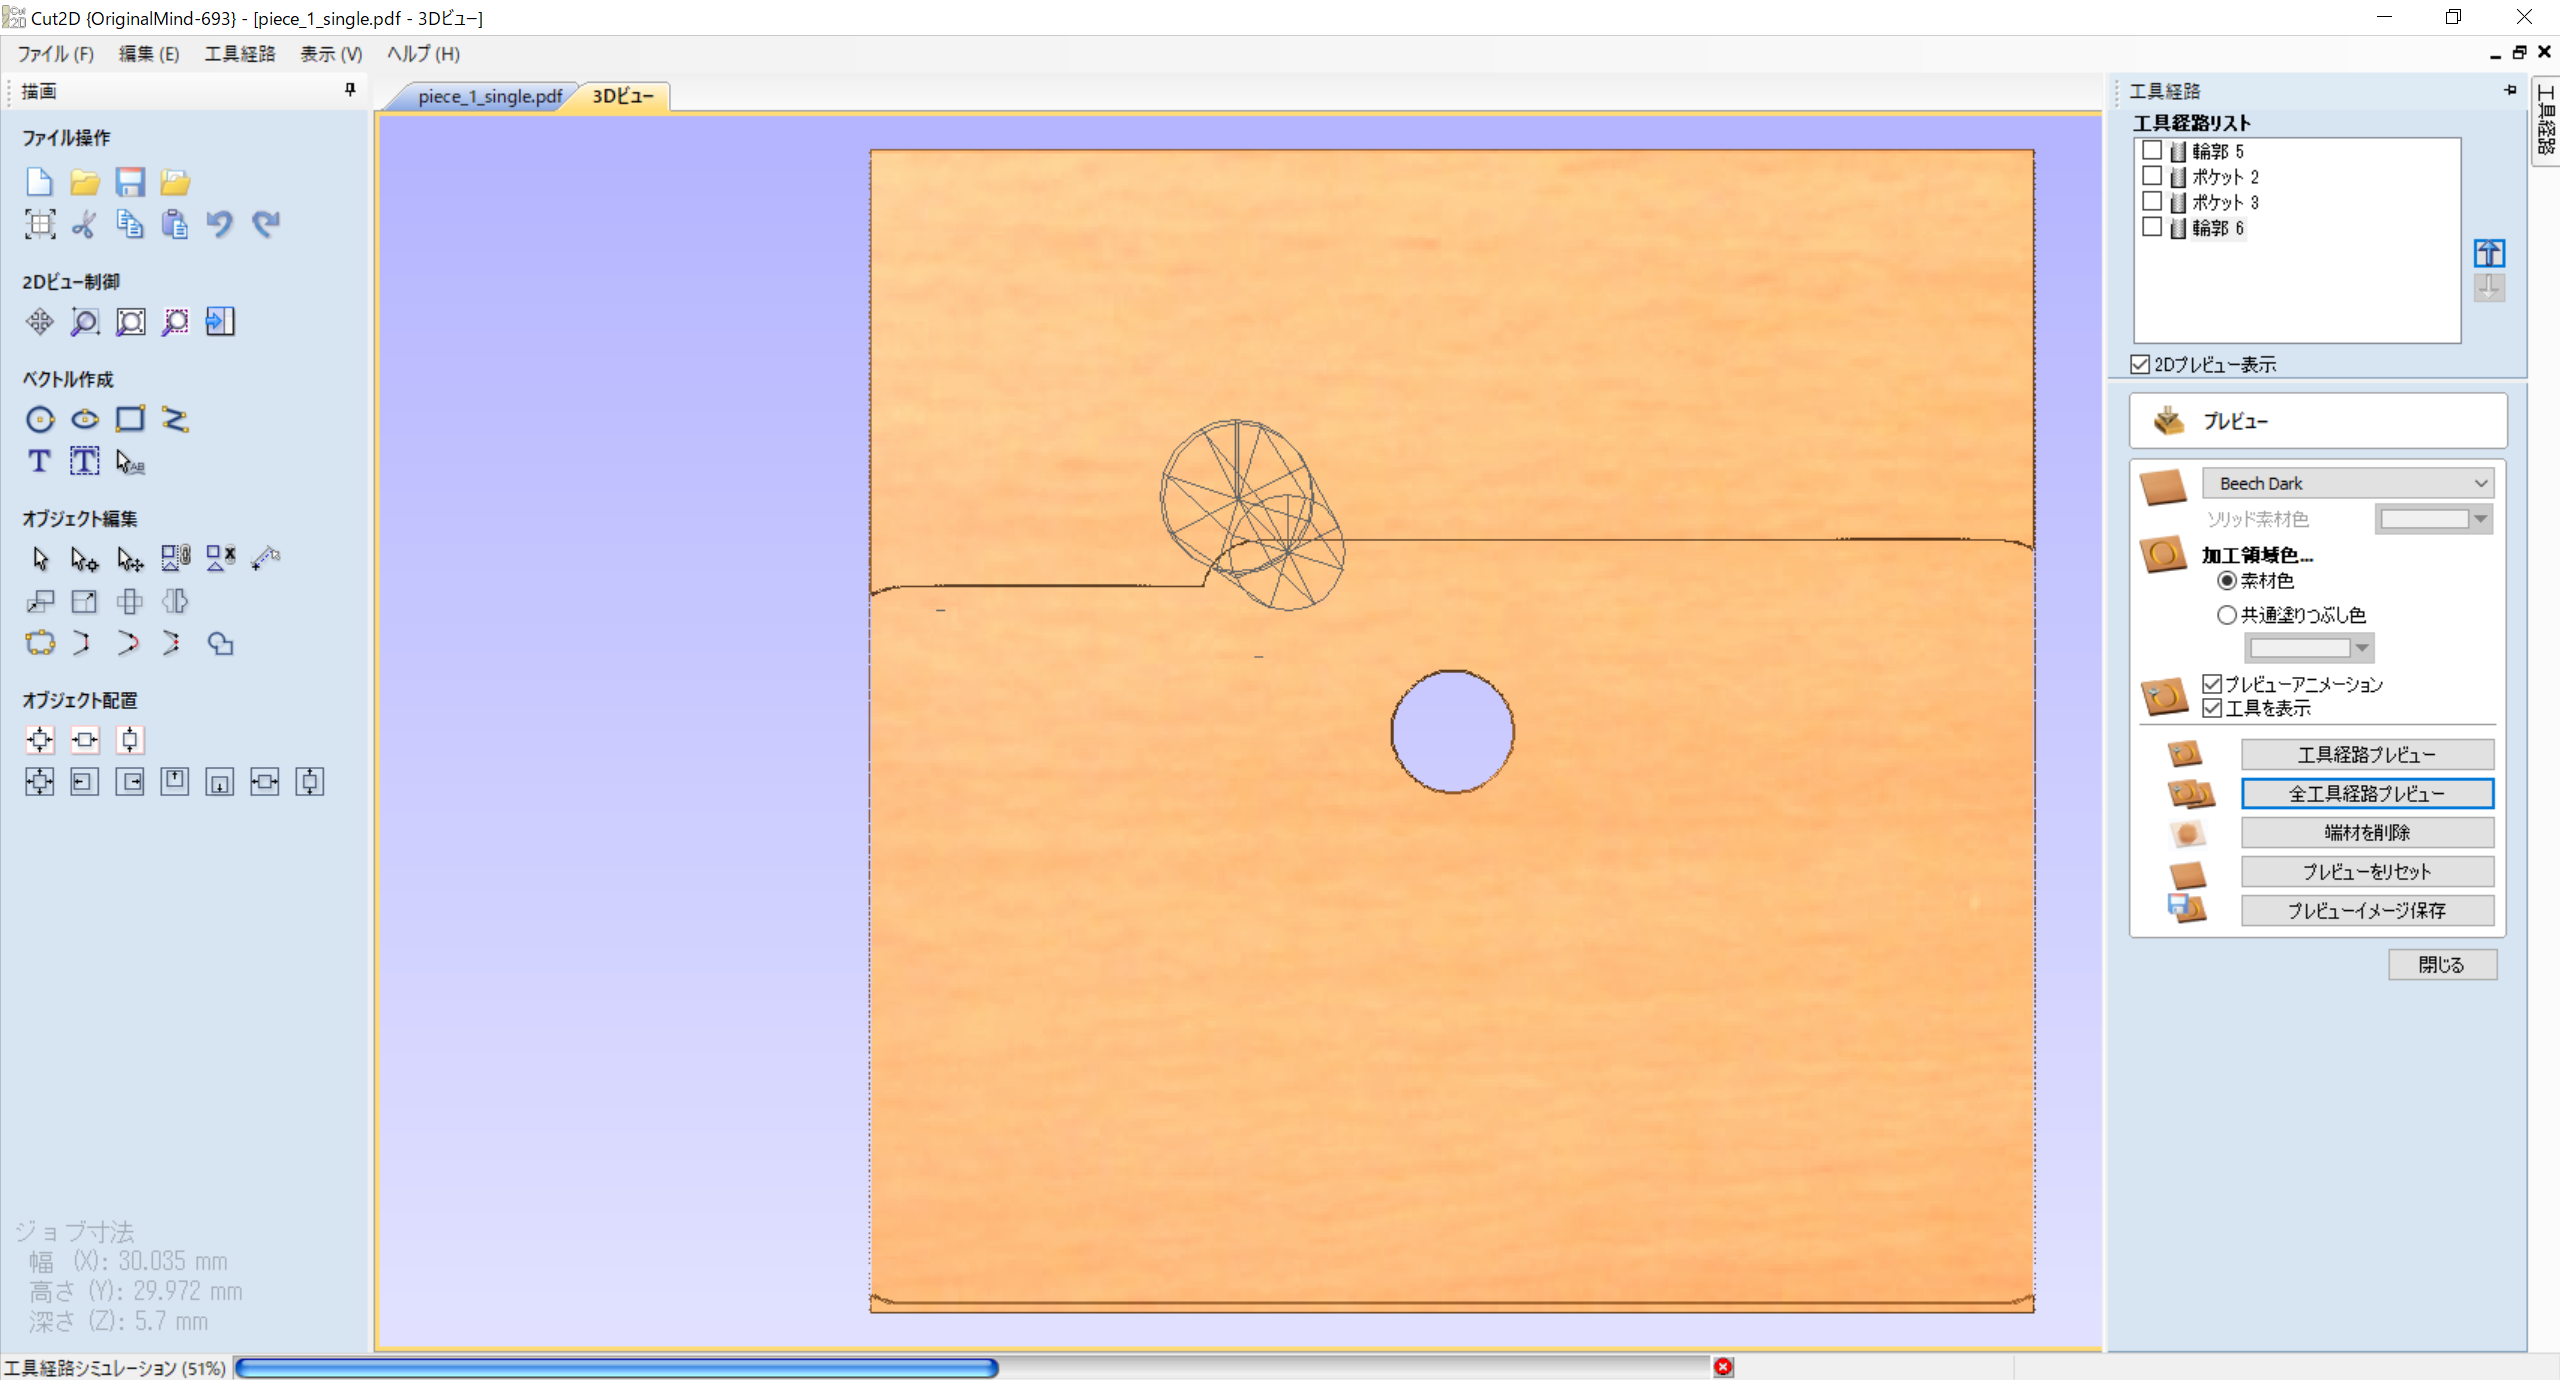 Cut2D {OriginalMind-693} - [piece_1_single.pdf - 3Dビュー]
ファイル (F) 編集 (E) 工具経路 表示 (V) ヘルプ (H)
描画
ファイル操作
2Dビュー制御
ベクトル作成
オブジェクト編集
オブジェクト配置
ジョブ寸法
幅 (X): 30.035 mm
高さ (Y): 29.972 mm
深さ (Z): 5.7 mm
piece_1_single.pdf
3Dビュー
工具経路
工具経路
工具経路リスト
輪郭 5
ポケット 2
ポケット 3
輪郭 6
2Dプレビュー表示
プレビュー
Beech Dark
ソリッド素材色
加工領域色...
素材色
共通塗りつぶし色
プレビューアニメーション
工具を表示
工具経路プレビュー
全工具経路プレビュー
端材を削除
プレビューをリセット
プレビューイメージ保存
閉じる
工具経路シミュレーション (51%)